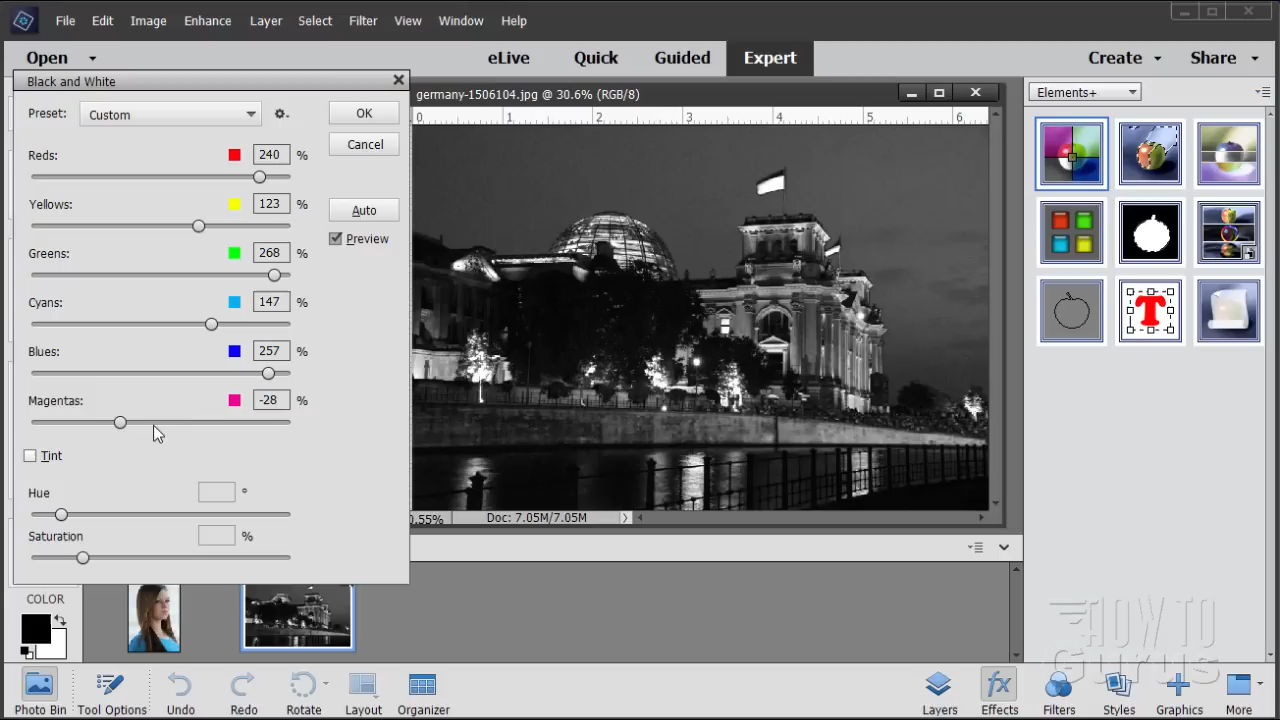 File Edit Image Enhance Layer Select Filter View Window Help
Open eLive Quick Guided Expert Create Share
Black and White
germany-1506104.jpg @ 30.6% (RGB/8)
Elements+
Preset: Custom OK
0 1 2 3 4 5 6
Cancel
Reds: 240 %
Yellows: 123 %
Auto
Preview
Greens: 268 %
Cyans: 147 %
Blues: 257 %
Magentas: -28 %
Tint
Hue °
Doc: 7.05M/7.05M
Saturation %
COLOR
HOW TO
Gurus
Photo Bin Tool Options Undo Redo Rotate Layout Organizer Layers Effects Filters Styles Graphics More